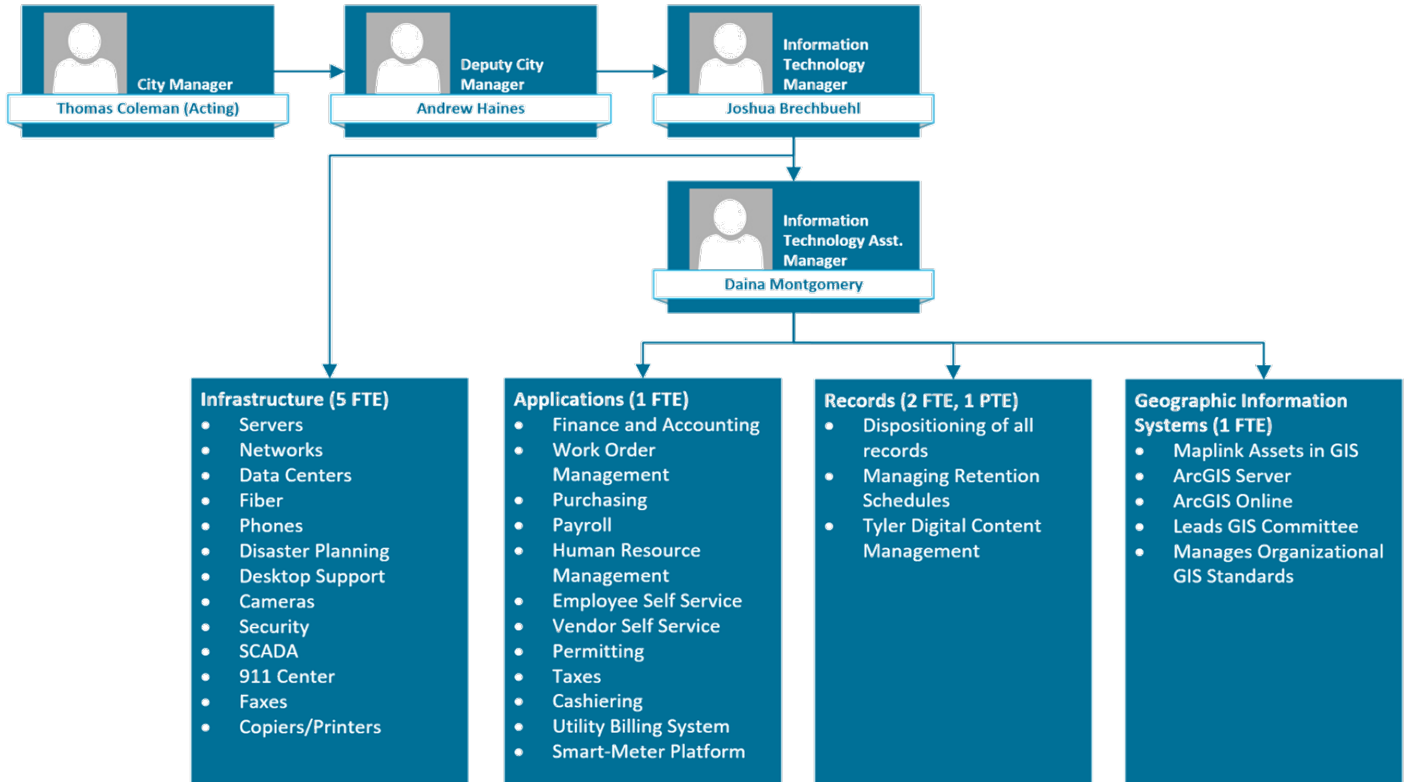 City Manager
Thomas Coleman (Acting)
Deputy City
Manager
Andrew Haines
Information
Technology
Manager
Joshua Brechbuehl
Information
Technology Asst.
Manager
Daina Montgomery
Infrastructure (5 FTE)
• Servers
• Networks
• Data Centers
• Fiber
• Phones
• Disaster Planning
• Desktop Support
• Cameras
• Security
• SCADA
• 911 Center
• Faxes
• Copiers/Printers
Applications (1 FTE)
• Finance and Accounting
• Work Order
Management
• Purchasing
• Payroll
• Human Resource
Management
• Employee Self Service
• Vendor Self Service
• Permitting
• Taxes
• Cashiering
• Utility Billing System
• Smart-Meter Platform
Records (2 FTE, 1 PTE)
• Dispositioning of all
records
• Managing Retention
Schedules
• Tyler Digital Content
Management
Geographic Information
Systems (1 FTE)
• Maplink Assets in GIS
• ArcGIS Server
• ArcGIS Online
• Leads GIS Committee
• Manages Organizational
GIS Standards